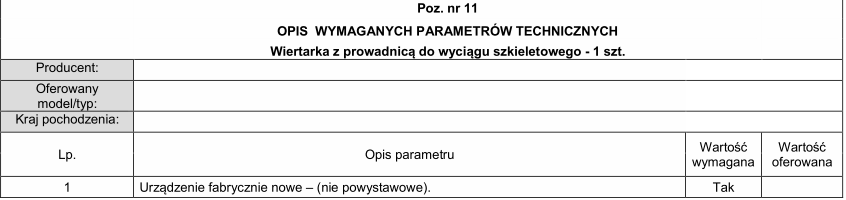 Poz. nr 11
OPIS WYMAGANYCH PARAMETRÓW TECHNICZNYCH
Wiertarka z prowadnicą do wyciągu szkieletowego - 1 szt.
Producent:
Oferowany
model/typ:
Kraj pochodzenia:
Lp.
Opis parametru
Wartość
wymagana
Wartość
oferowana
1
Urządzenie fabrycznie nowe – (nie powystawowe).
Tak